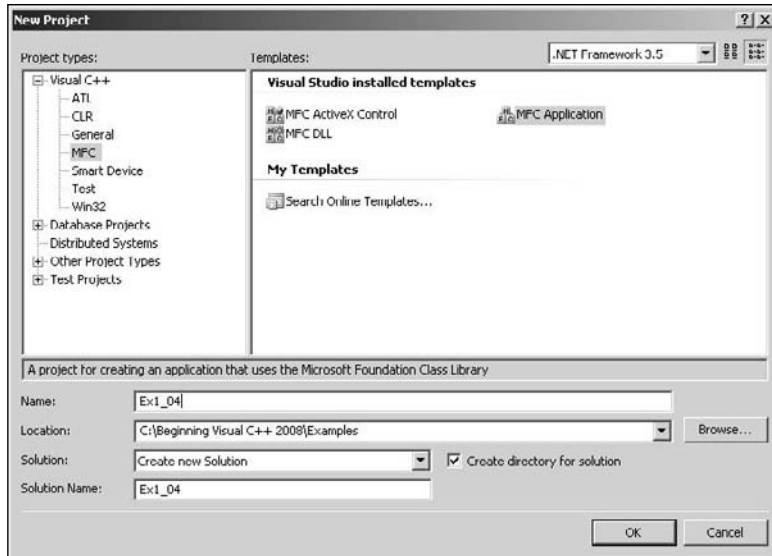 New Project
Project types:
Templates:
.NET Framework 3.5
Visual C++
ATL
CLR
General
MFC
Smart Device
Test
Win32
Database Projects
Distributed Systems
Other Project Types
Test Projects
Visual Studio installed templates
MFC ActiveX Control
MFC Application
MFC DLL
My Templates
Search Online Templates...
A project for creating an application that uses the Microsoft Foundation Class Library
Name:
Ex1_04
Location:
C:\Beginning Visual C++ 2008\Examples
Browse...
Solution:
Create new Solution
Create directory for solution
Solution Name:
Ex1_04
OK
Cancel